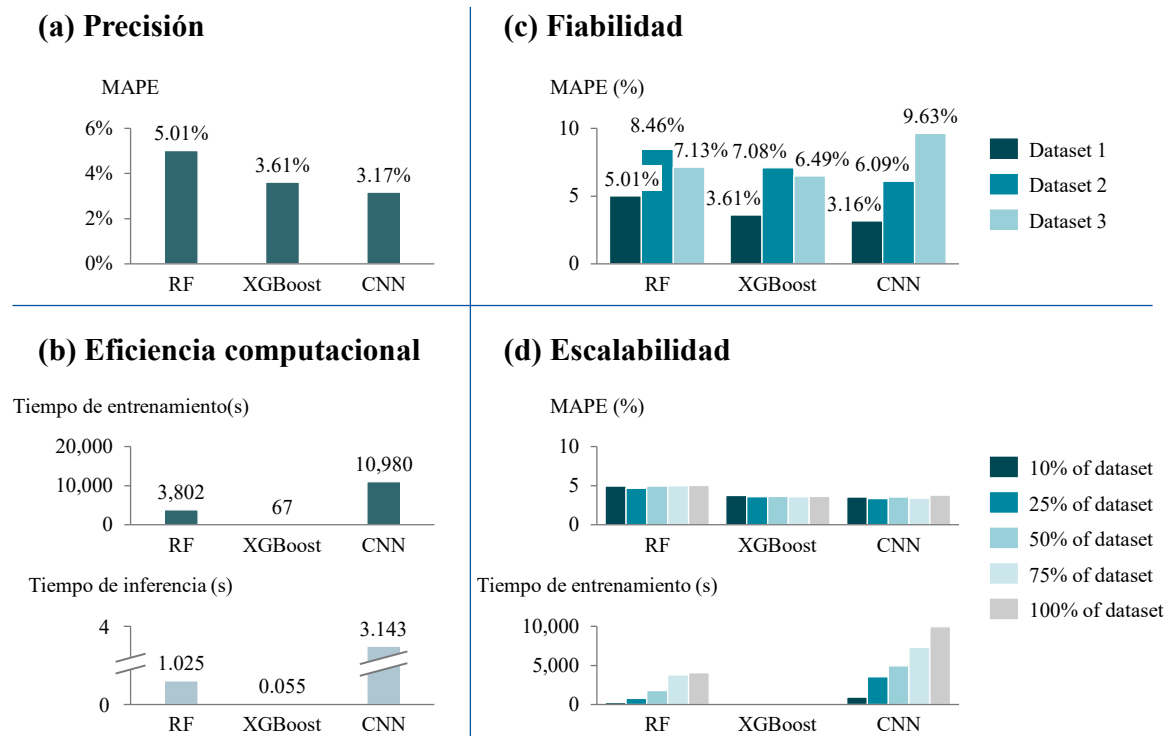 (a) Precisión
MAPE
6%
4%
2%
0%
5.01%
3.61%
3.17%
RF
XGBoost
CNN
(c) Fiabilidad
MAPE (%)
10
5
0
5.01%
8.46%
7.13%
3.61%
7.08%
6.49%
3.16%
6.09%
9.63%
RF
XGBoost
CNN
Dataset 1
Dataset 2
Dataset 3
(b) Eficiencia computacional
Tiempo de entrenamiento(s)
20,000
10,000
0
3,802
67
10,980
RF
XGBoost
CNN
Tiempo de inferencia (s)
4
0
1.025
0.055
3.143
RF
XGBoost
CNN
(d) Escalabilidad
MAPE (%)
10
5
0
RF
XGBoost
CNN
10% of dataset
25% of dataset
50% of dataset
75% of dataset
100% of dataset
Tiempo de entrenamiento (s)
10,000
5,000
0
RF
XGBoost
CNN